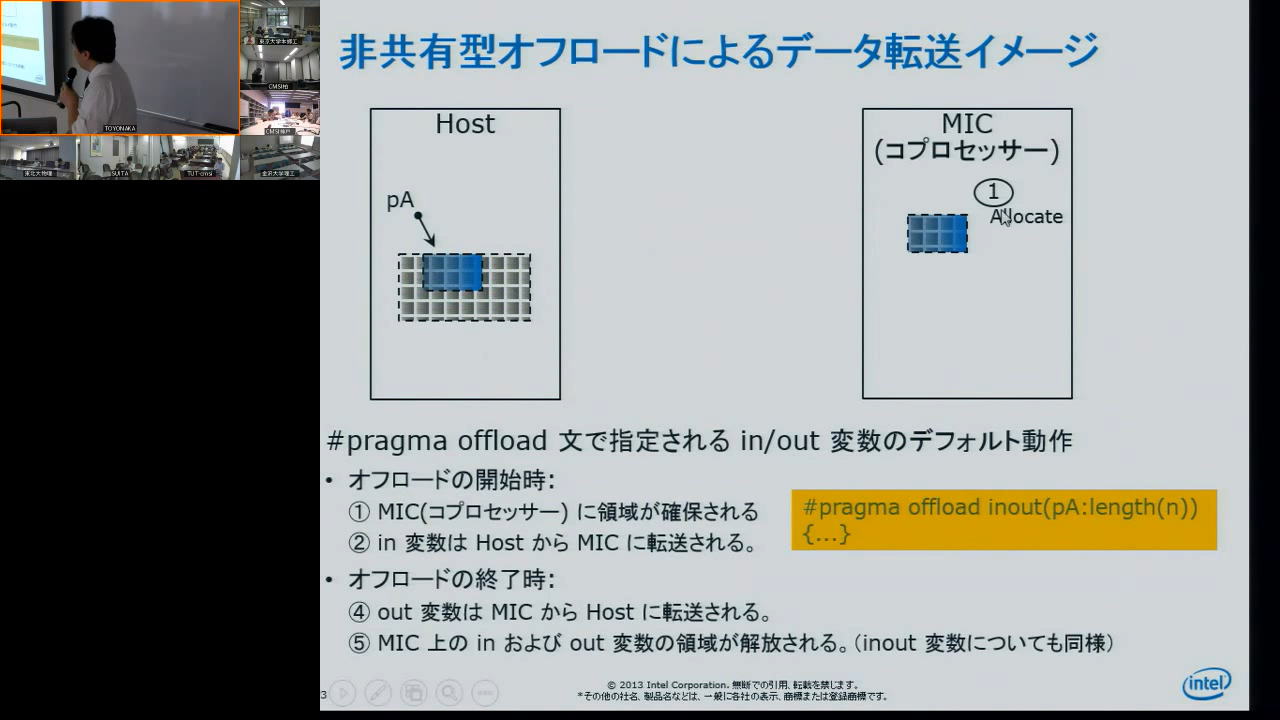 非共有型オフロードによるデータ転送イメージ
Host
pA
MIC
(コプロセッサー)
1
Allocate
#pragma offload 文で指定される in/out 変数のデフォルト動作
• オフロードの開始時:
① MIC(コプロセッサー) に領域が確保される
② in 変数は Host から MIC に転送される。
#pragma offload inout(pA:length(n))
{...}
• オフロードの終了時:
④ out 変数は MIC から Host に転送される。
⑤ MIC 上の in および out 変数の領域が解放される。(inout 変数についても同様)
3
© 2013 Intel Corporation. 無断での引用、転載を禁じます。
*その他の社名、製品名などは、一般に各社の表示、商標または登録商標です。
intel
TOYONAKA
東京大学本郷工
CMSI柏
CMSI神戸
東北大物理
SUITA
TUT-cmsi
金沢大学理工